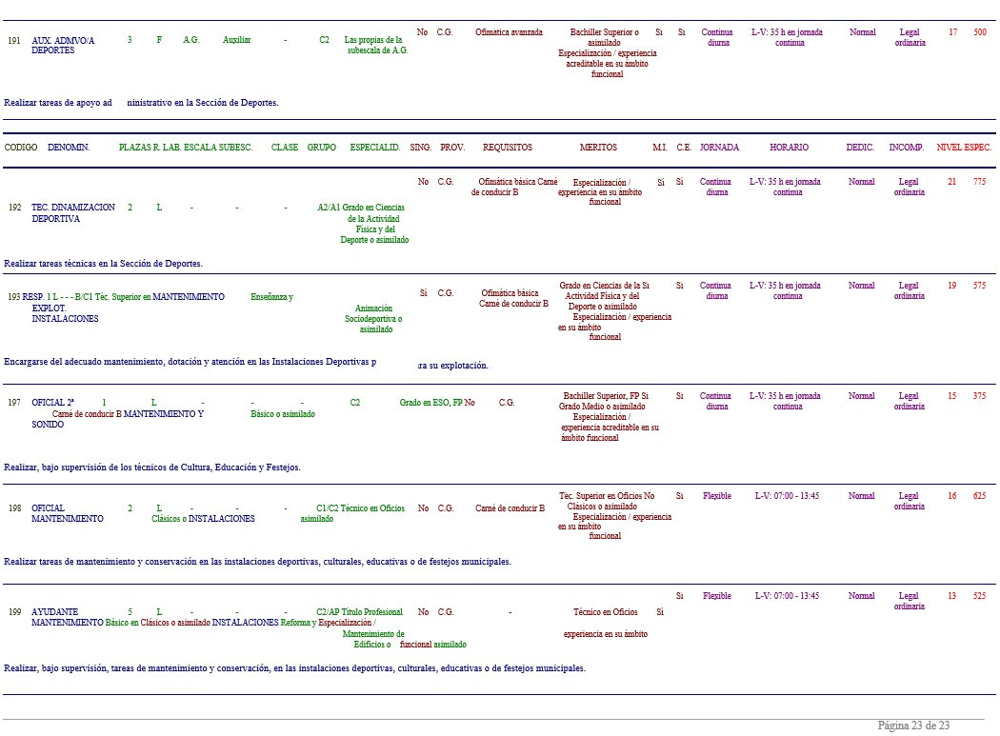 191 AUX. ADMVO/A DEPORTES 3 F A.G. Auxiliar - C2 Las propias de la subescala de A.G. No C.G. Ofimatica avanzada Bachiller Superior o asimilado Especialización / experiencia acreditable en su ámbito funcional Si Si Continua diurna L-V: 35 h en jornada continua Normal Legal ordinaria 17 500
Realizar tareas de apoyo ad ninistrativo en la Sección de Deportes.
CODIGO DENOMIN. PLAZAS R. LAB. ESCALA SUBESC. CLASE GRUPO ESPECIALID. SING. PROV. REQUISITOS MERITOS M.I. C.E. JORNADA HORARIO DEDIC. INCOMP. NIVEL ESPEC.
192 TEC. DINAMIZACION DEPORTIVA 2 L - - - A2/A1 Grado en Ciencias de la Actividad Física y del Deporte o asimilado No C.G. Ofimática básica Carné de conducir B Especialización / experiencia en su ámbito funcional Si Si Continua diurna L-V: 35 h en jornada continua Normal Legal ordinaria 21 775
Realizar tareas técnicas en la Sección de Deportes.
193 RESP. 1 L - - - B/C1 Téc. Superior en MANTENIMIENTO Enseñanza y
EXPLOT. INSTALACIONES Animación Sociodeportiva o asimilado Sí C.G. Ofimática básica Carné de conducir B Grado en Ciencias de la Si Actividad Física y del Deporte o asimilado Especialización / experiencia en su ámbito funcional Si Continua diurna L-V: 35 h en jornada continua Normal Legal ordinaria 19 575
Encargarse del adecuado mantenimiento, dotación y atención en las Instalaciones Deportivas p ra su explotación.
197 OFICIAL 2ª 1 L - - - C2 Grado en ESO, FP No C.G.
Carné de conducir B MANTENIMIENTO Y Básico o asimilado
SONIDO Bachiller Superior, FP Si Grado Medio o asimilado Especialización / experiencia acreditable en su ámbito funcional Si Continua diurna L-V: 35 h en jornada continua Normal Legal ordinaria 15 375
Realizar, bajo supervisión de los técnicos de Cultura, Educación y Festejos.
198 OFICIAL 2 L - - - C1/C2 Técnico en Oficios No C.G. Carné de conducir B
MANTENIMIENTO Clásicos o INSTALACIONES asimilado Téc. Superior en Oficios No Clásicos o asimilado Especialización / experiencia en su ámbito funcional Si Flexible L-V: 07:00 - 13:45 Normal Legal ordinaria 16 625
Realizar tareas de mantenimiento y conservación en las instalaciones deportivas, culturales, educativas o de festejos municipales.
199 AYUDANTE 5 L - - - C2/AP Título Profesional No C.G. - Técnico en Oficios Si Si Flexible L-V: 07:00 - 13:45 Normal Legal ordinaria 13 525
MANTENIMIENTO Básico en Clásicos o asimilado INSTALACIONES Reforma y Especialización /
Mantenimiento de experiencia en su ámbito
Edificios o funcional asimilado
Realizar, bajo supervisión, tareas de mantenimiento y conservación, en las instalaciones deportivas, culturales, educativas o de festejos municipales.
Página 23 de 23